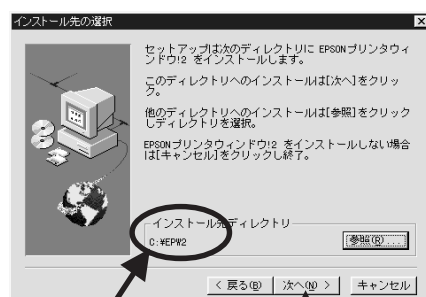 インストール先の選択
セットアップは次のディレクトリに EPSONプリンタウィ
ンドウ!2 をインストールします。
このディレクトリへのインストールは[次へ]をクリッ
ク。
他のディレクトリへのインストールは[参照]をクリック
しディレクトリを選択。
EPSONプリンタウィンドウ!2 をインストールしない場合
は[キャンセル]をクリックし終了。
インストール先ディレクトリ
C:¥EPW2
参照(R)...
< 戻る(B)
次へ(N) >
キャンセル